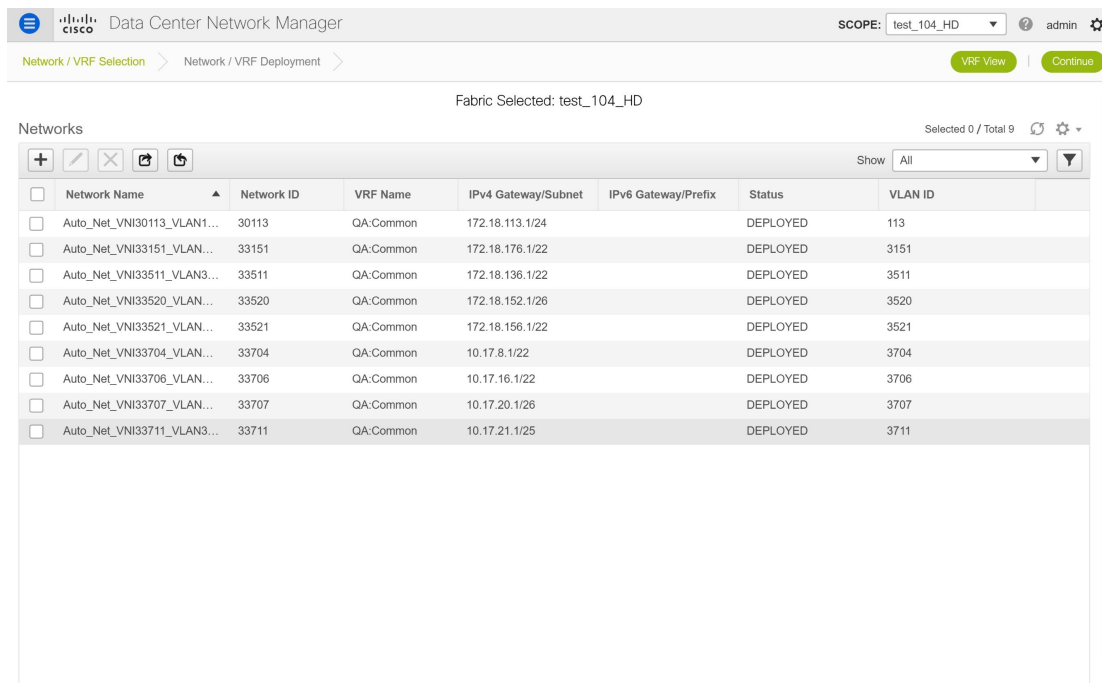 cisco Data Center Network Manager SCOPE: test_104_HD admin
Network / VRF Selection Network / VRF Deployment VRF View Continue
Fabric Selected: test_104_HD
Networks Selected 0 / Total 9
Show All
Network Name Network ID VRF Name IPv4 Gateway/Subnet IPv6 Gateway/Prefix Status VLAN ID
Auto_Net_VNI30113_VLAN1... 30113 QA:Common 172.18.113.1/24 DEPLOYED 113
Auto_Net_VNI33151_VLAN... 33151 QA:Common 172.18.176.1/22 DEPLOYED 3151
Auto_Net_VNI33511_VLAN3... 33511 QA:Common 172.18.136.1/22 DEPLOYED 3511
Auto_Net_VNI33520_VLAN... 33520 QA:Common 172.18.152.1/26 DEPLOYED 3520
Auto_Net_VNI33521_VLAN... 33521 QA:Common 172.18.156.1/22 DEPLOYED 3521
Auto_Net_VNI33704_VLAN... 33704 QA:Common 10.17.8.1/22 DEPLOYED 3704
Auto_Net_VNI33706_VLAN... 33706 QA:Common 10.17.16.1/22 DEPLOYED 3706
Auto_Net_VNI33707_VLAN... 33707 QA:Common 10.17.20.1/26 DEPLOYED 3707
Auto_Net_VNI33711_VLAN3... 33711 QA:Common 10.17.21.1/25 DEPLOYED 3711